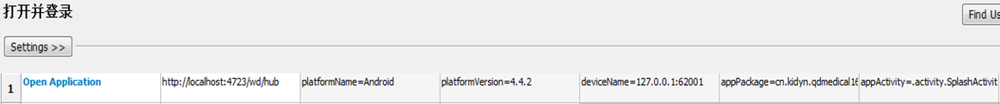 打开并登录
Find Us
Settings >>
1 Open Application http://localhost:4723/wd/hub platformName=Android platformVersion=4.4.2 deviceName=127.0.0.1:62001 appPackage=cn.kidyn.qdmedical16 appActivity=.activity.SplashActivit